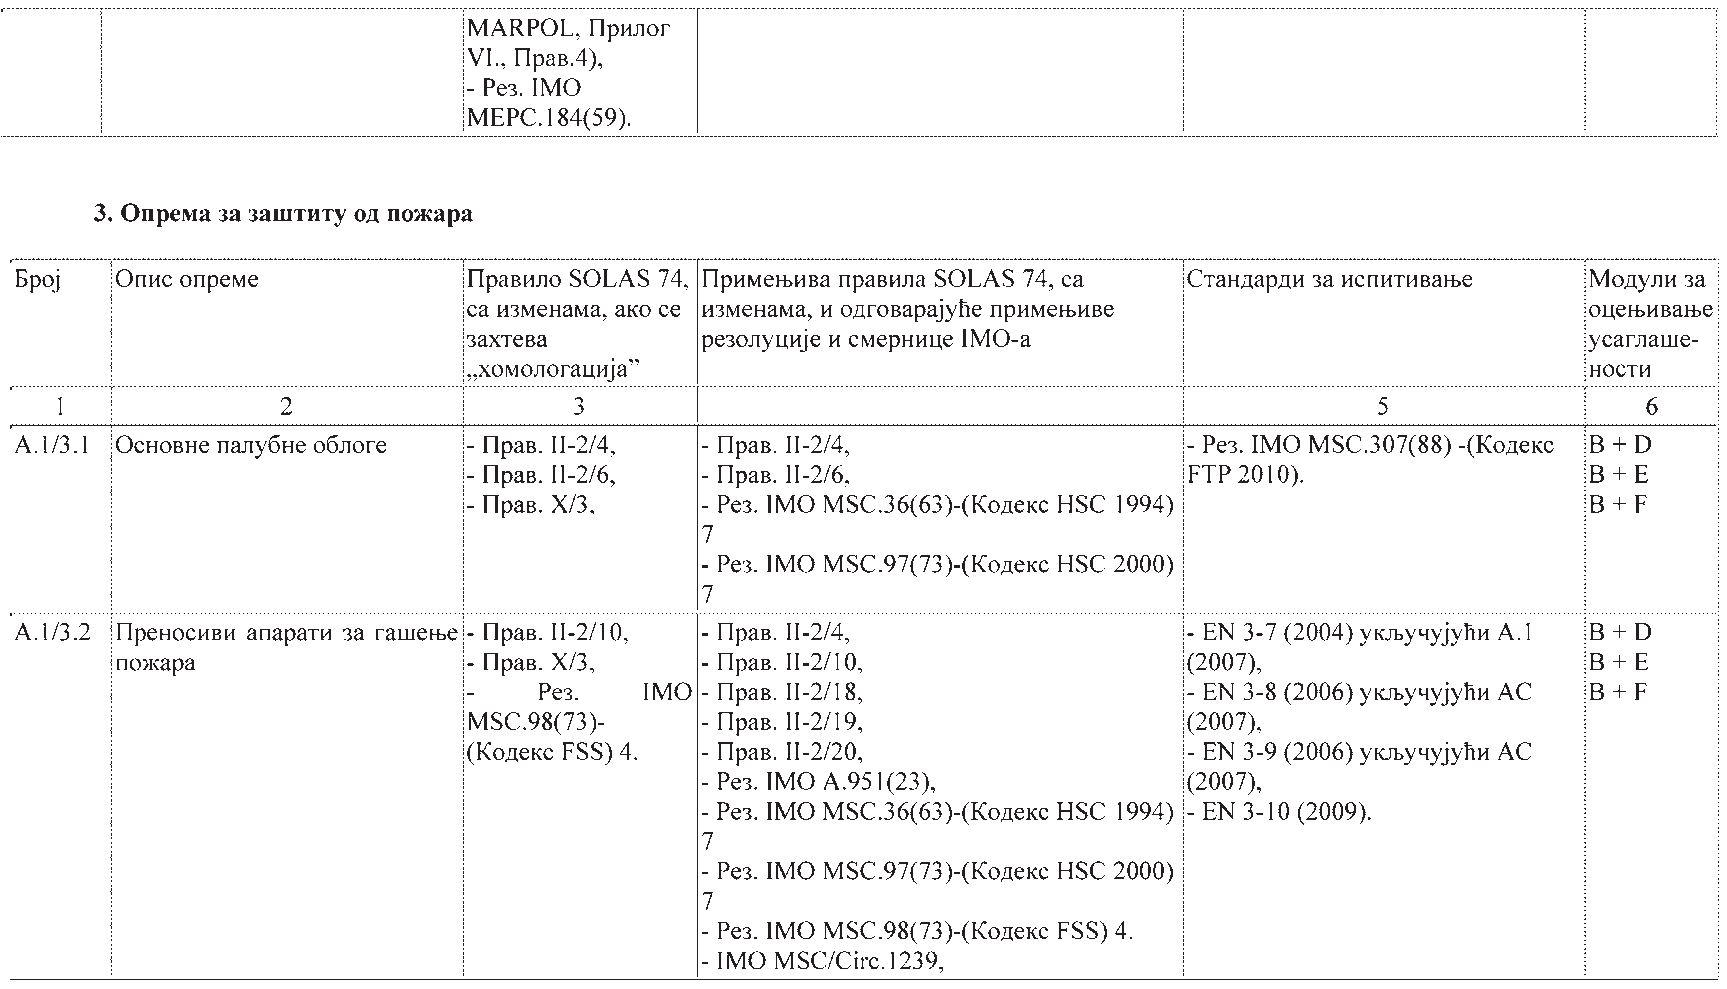 MARPOL, Прилог
VI., Прав.4),
- Рез. IMO
МЕРС.184(59).
3. Опрема за заштиту од пожара
Број
Опис опреме
Правило SOLAS 74,
са изменама, ако се
захтева
„хомологација”
Примењива правила SOLAS 74, са
изменама, и одговарајуће примењиве
резолуције и смернице IMO-а
Стандарди за испитивање
Модули за
оцењивање
усаглаше-
ности
1
2
3
5
6
А.1/3.1
Основне палубне облоге
- Прав. II-2/4,
- Прав. II-2/6,
- Прав. X/3,
- Прав. II-2/4,
- Прав. II-2/6,
- Рез. IMO MSC.36(63)-(Кодекс HSC 1994)
7
- Рез. IMO MSC.97(73)-(Кодекс HSC 2000)
7
- Рез. IMO MSC.307(88) -(Кодекс
FTP 2010).
B + D
B + E
B + F
А.1/3.2
Преносиви апарати за гашење
пожара
- Прав. II-2/10,
- Прав. X/3,
- Рез. IMO
MSC.98(73)-
(Кодекс FSS) 4.
- Прав. II-2/4,
- Прав. II-2/10,
- Прав. II-2/18,
- Прав. II-2/19,
- Прав. II-2/20,
- Рез. IMO А.951(23),
- Рез. IMO MSC.36(63)-(Кодекс HSC 1994)
7
- Рез. IMO MSC.97(73)-(Кодекс HSC 2000)
7
- Рез. IMO MSC.98(73)-(Кодекс FSS) 4.
- IMO MSC/Circ.1239,
- EN 3-7 (2004) укључујући А.1
(2007),
- EN 3-8 (2006) укључујући АС
(2007),
- EN 3-9 (2006) укључујући АС
(2007),
- EN 3-10 (2009).
B + D
B + E
B + F